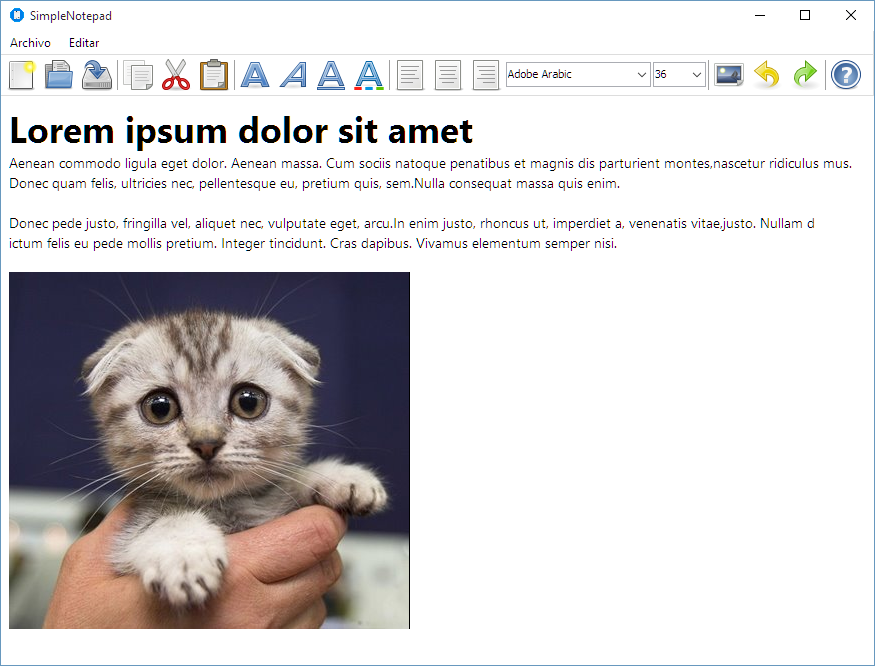 SimpleNotepad
Archivo Editar
Adobe Arabic 36
Lorem ipsum dolor sit amet
Aenean commodo ligula eget dolor. Aenean massa. Cum sociis natoque penatibus et magnis dis parturient montes,nascetur ridiculus mus.
Donec quam felis, ultricies nec, pellentesque eu, pretium quis, sem.Nulla consequat massa quis enim.
Donec pede justo, fringilla vel, aliquet nec, vulputate eget, arcu.In enim justo, rhoncus ut, imperdiet a, venenatis vitae,justo. Nullam d
ictum felis eu pede mollis pretium. Integer tincidunt. Cras dapibus. Vivamus elementum semper nisi.